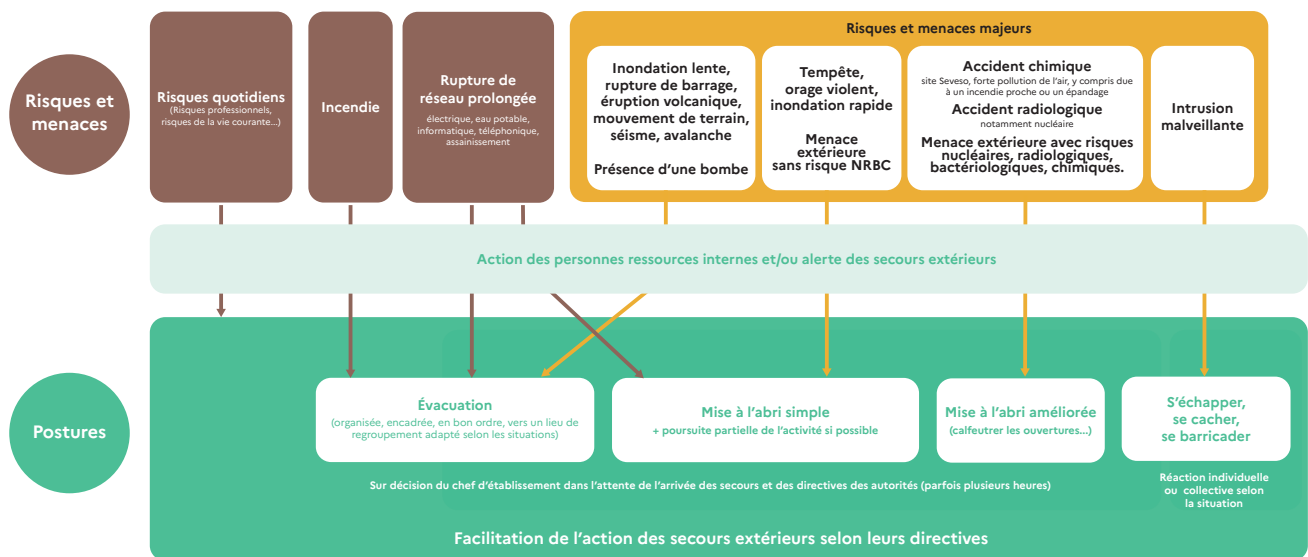 Risques et
menaces
Risques quotidiens
(Risques professionnels,
risques de la vie courante...)
Incendie
Rupture de
réseau prolongée
électrique, eau potable,
informatique, téléphonique,
assainissement
Risques et menaces majeurs
Inondation lente,
rupture de barrage,
éruption volcanique,
mouvement de terrain,
séisme, avalanche
Présence d’une bombe
Tempête,
orage violent,
inondation rapide
Menace
extérieure
sans risque NRBC
Accident chimique
site Seveso, forte pollution de l’air, y compris due
à un incendie proche ou un épandage
Accident radiologique
notamment nucléaire
Menace extérieure avec risques
nucléaires, radiologiques,
bactériologiques, chimiques.
Intrusion
malveillante
Action des personnes ressources internes et/ou alerte des secours extérieurs
Postures
Évacuation
(organisée, encadrée, en bon ordre, vers un lieu de
regroupement adapté selon les situations)
Mise à l’abri simple
+ poursuite partielle de l’activité si possible
Mise à l’abri améliorée
(calfeutrer les ouvertures...)
S’échapper,
se cacher,
se barricader
Sur décision du chef d’établissement dans l’attente de l’arrivée des secours et des directives des autorités (parfois plusieurs heures)
Réaction individuelle
ou collective selon
la situation
Facilitation de l’action des secours extérieurs selon leurs directives